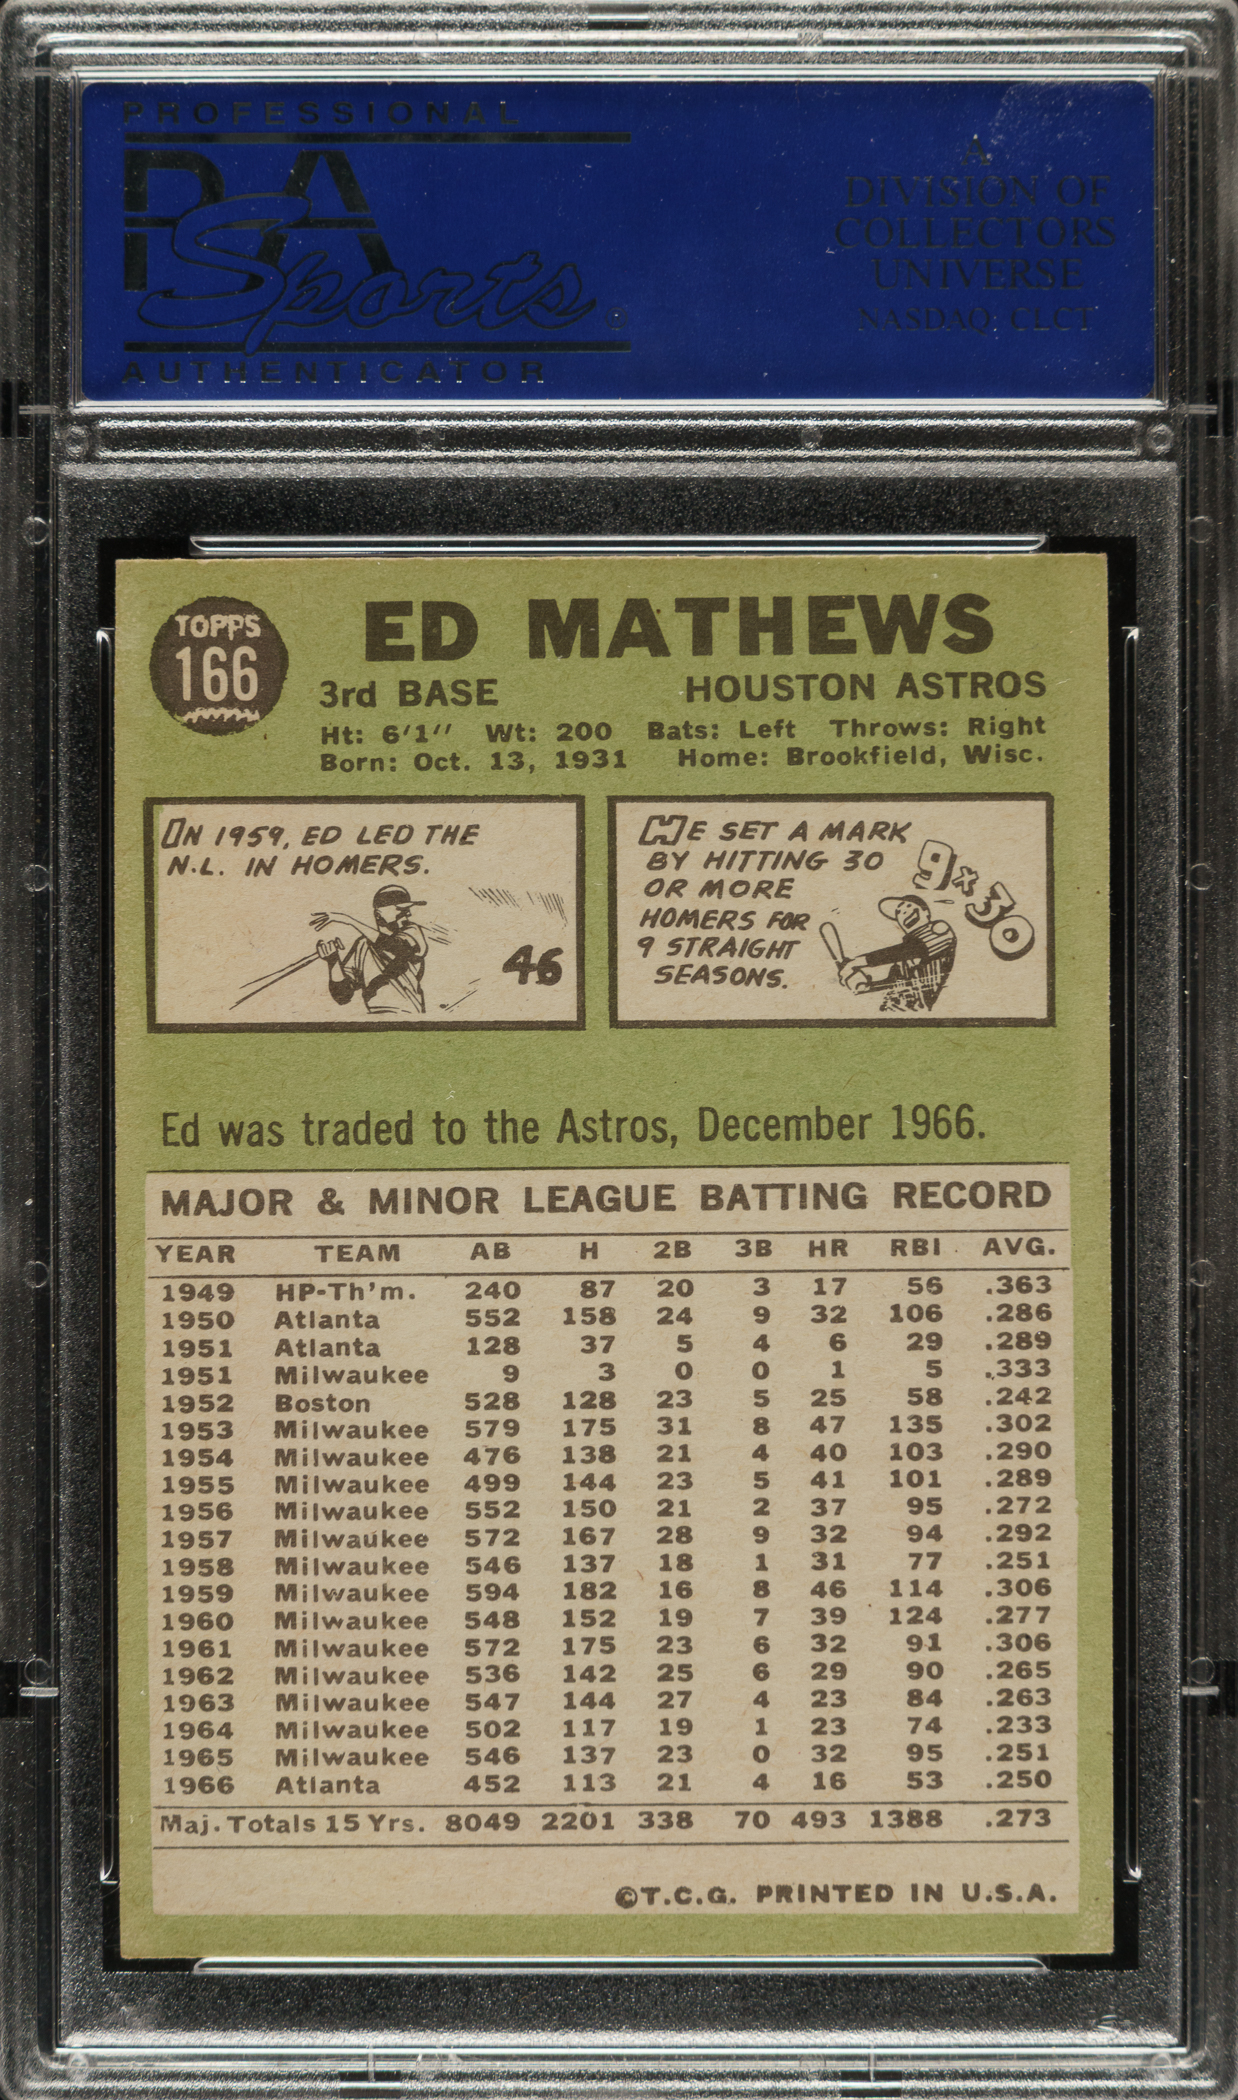 PROFESSIONAL
PSA
Sports®
AUTHENTICATOR
A
DIVISION OF
COLLECTORS
UNIVERSE
NASDAQ: CLCT
TOPPS
166
ED MATHEWS
3rd BASE HOUSTON ASTROS
Ht: 6'1" Wt: 200 Bats: Left Throws: Right
Born: Oct. 13, 1931 Home: Brookfield, Wisc.
IN 1959, ED LED THE
N.L. IN HOMERS.
46
HE SET A MARK
BY HITTING 30
OR MORE
HOMERS FOR
9 STRAIGHT
SEASONS.
9x30
Ed was traded to the Astros, December 1966.
MAJOR & MINOR LEAGUE BATTING RECORD
YEAR TEAM AB H 2B 3B HR RBI AVG.
1949 HP-Th'm. 240 87 20 3 17 56 .363
1950 Atlanta 552 158 24 9 32 106 .286
1951 Atlanta 128 37 5 4 6 29 .289
1951 Milwaukee 9 3 0 0 1 5 .333
1952 Boston 528 128 23 5 25 58 .242
1953 Milwaukee 579 175 31 8 47 135 .302
1954 Milwaukee 476 138 21 4 40 103 .290
1955 Milwaukee 499 144 23 5 41 101 .289
1956 Milwaukee 552 150 21 2 37 95 .272
1957 Milwaukee 572 167 28 9 32 94 .292
1958 Milwaukee 546 137 18 1 31 77 .251
1959 Milwaukee 594 182 16 8 46 114 .306
1960 Milwaukee 548 152 19 7 39 124 .277
1961 Milwaukee 572 175 23 6 32 91 .306
1962 Milwaukee 536 142 25 6 29 90 .265
1963 Milwaukee 547 144 27 4 23 84 .263
1964 Milwaukee 502 117 19 1 23 74 .233
1965 Milwaukee 546 137 23 0 32 95 .251
1966 Atlanta 452 113 21 4 16 53 .250
Maj. Totals 15 Yrs. 8049 2201 338 70 493 1388 .273
©T.C.G. PRINTED IN U.S.A.